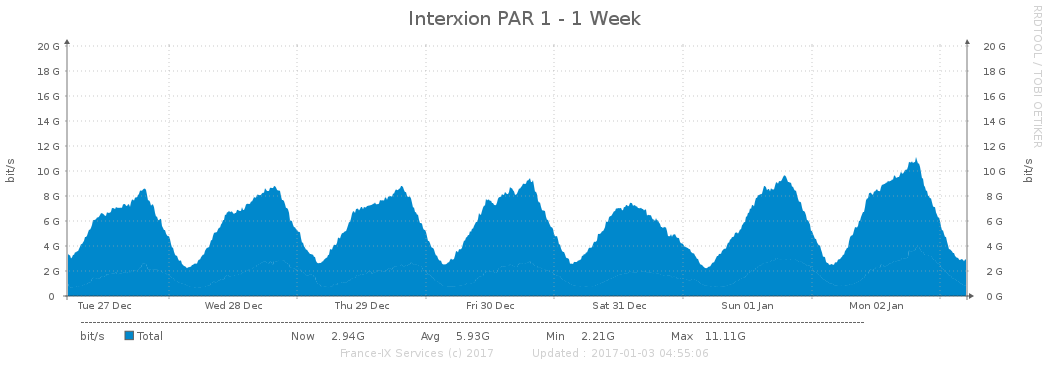 Interxion PAR 1 - 1 Week
RRDTOOL / TOBI OETIKER
20 G 20 G
18 G 18 G
16 G 16 G
14 G 14 G
12 G 12 G
10 G 10 G
8 G 8 G
6 G 6 G
4 G 4 G
2 G 2 G
0 0 G
bit/s
bit/s
Tue 27 Dec Wed 28 Dec Thu 29 Dec Fri 30 Dec Sat 31 Dec Sun 01 Jan Mon 02 Jan
bit/s Total Now 2.94G Avg 5.93G Min 2.21G Max 11.11G
France-IX Services (c) 2017 Updated : 2017-01-03 04:55:06